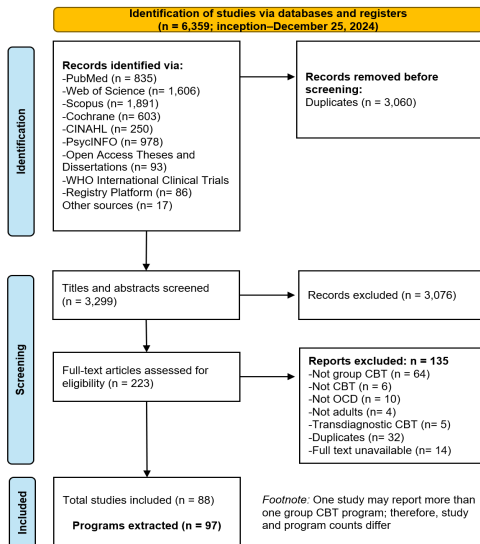 Identification of studies via databases and registers
(n = 6,359; inception–December 25, 2024)
Identification
Records identified via:
-PubMed (n = 835)
-Web of Science (n = 1,606)
-Scopus (n= 1,891)
-Cochrane (n= 603)
-CINAHL (n= 250)
-PsycINFO (n= 978)
-Open Access Theses and
Dissertations (n= 93)
-WHO International Clinical Trials
-Registry Platform (n= 86)
Other sources (n= 17)
Records removed before
screening:
Duplicates (n = 3,060)
Screening
Titles and abstracts screened
(n = 3,299)
Records excluded (n = 3,076)
Full-text articles assessed for
eligibility (n = 223)
Reports excluded: n = 135
-Not group CBT (n = 64)
-Not CBT (n = 6)
-Not OCD (n = 10)
-Not adults (n= 4)
-Transdiagnostic CBT (n= 5)
-Duplicates (n= 32)
-Full text unavailable (n= 14)
Included
Total studies included (n = 88)
Programs extracted (n = 97)
Footnote: One study may report more than
one group CBT program; therefore, study
and program counts differ